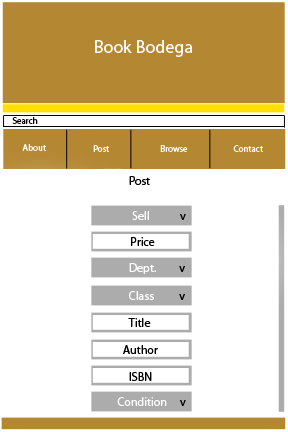 Book Bodega
Search
About Post Browse Contact
Post
Sell v
Price
Dept. v
Class v
Title
Author
ISBN
Condition v